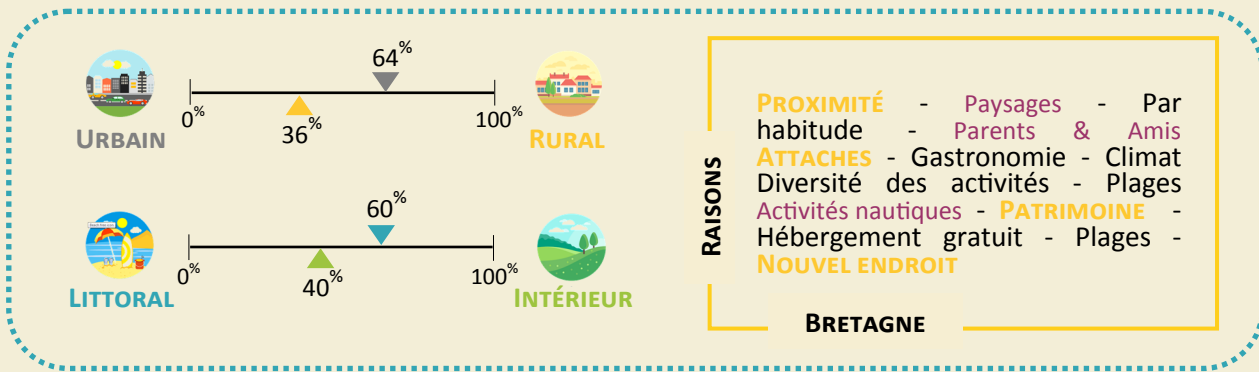 64%
0%
100%
36%
URBAIN
RURAL
60%
0%
100%
40%
LITTORAL
INTÉRIEUR
RAISONS
PROXIMITÉ - Paysages - Par
habitude - Parents & Amis
ATTACHES - Gastronomie - Climat
Diversité des activités - Plages
Activités nautiques - PATRIMOINE -
Hébergement gratuit - Plages -
NOUVEL ENDROIT
BRETAGNE